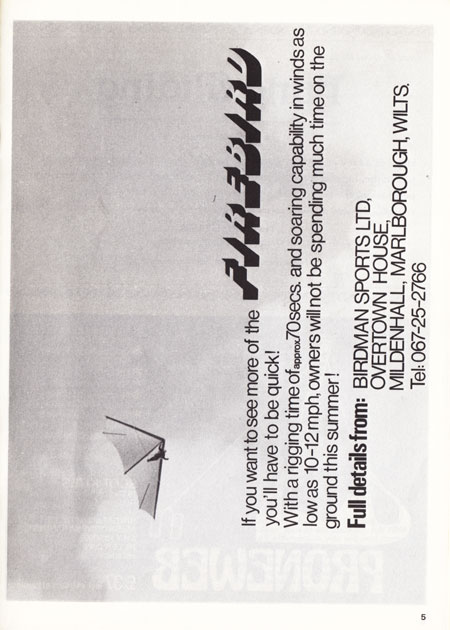 If you want to see more of the FIREBIRD
you'll have to be quick!
With a rigging time of approx 70 secs. and soaring capability in winds as
low as 10-12 mph, owners will not be spending much time on the
ground this summer!
Full details from: BIRDMAN SPORTS LTD,
OVERTOWN HOUSE,
MILDENHALL, MARLBOROUGH, WILTS.
Tel: 067-25-2766
5